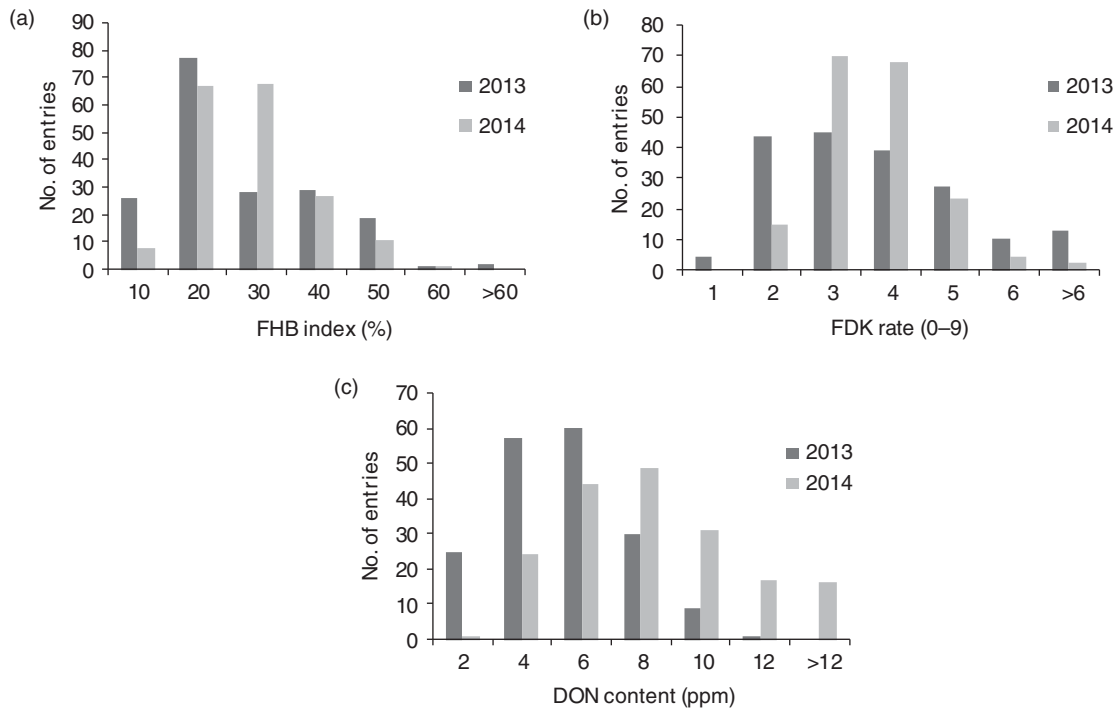 (a)
No. of entries
90
80
70
60
50
40
30
20
10
0
2013
2014
10 20 30 40 50 60 >60
FHB index (%)
(b)
No. of entries
80
70
60
50
40
30
20
10
0
2013
2014
1 2 3 4 5 6 >6
FDK rate (0–9)
(c)
No. of entries
70
60
50
40
30
20
10
0
2013
2014
2 4 6 8 10 12 >12
DON content (ppm)